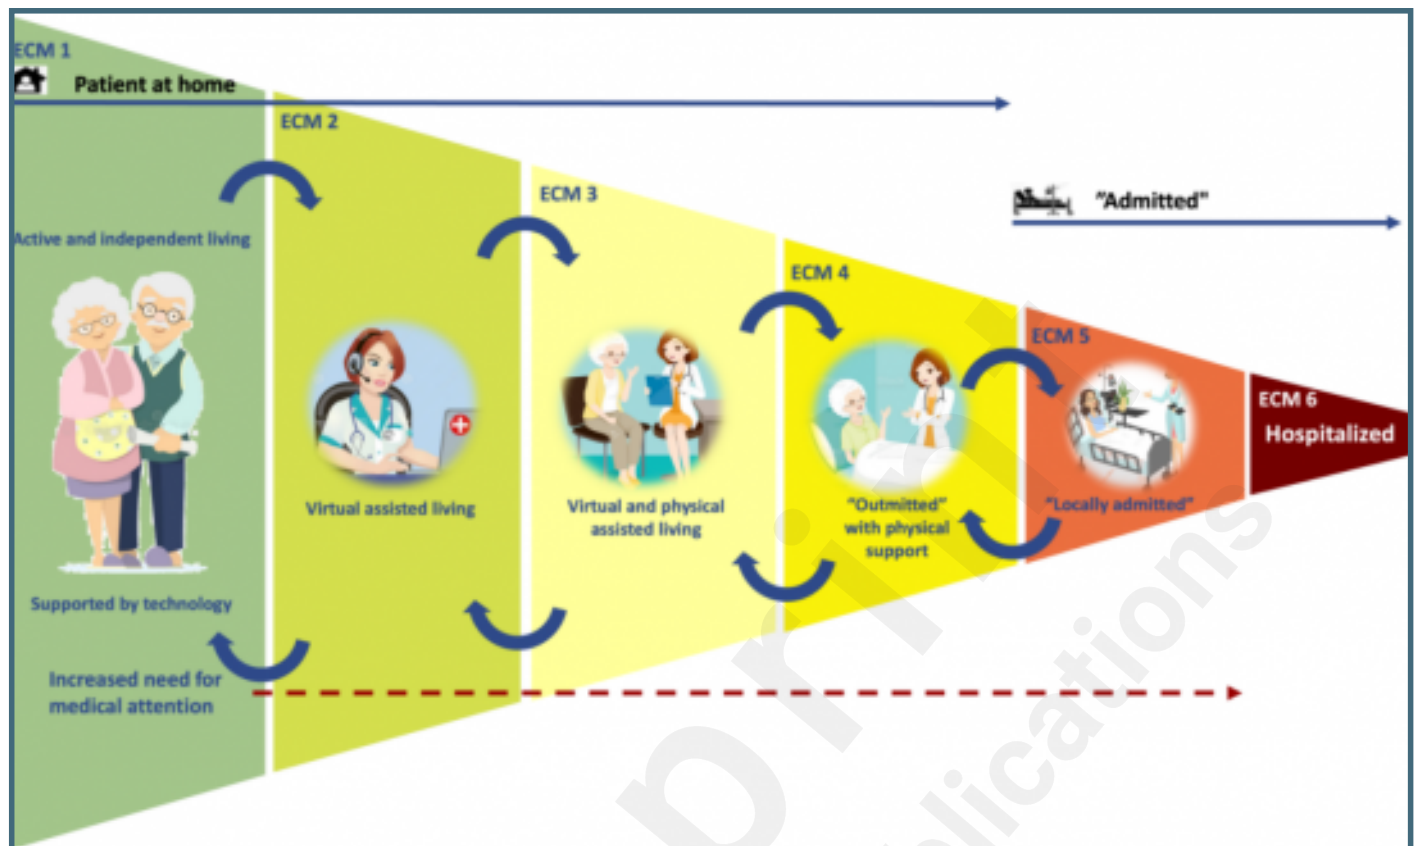 ECM 1
Patient at home
ECM 2
ECM 3
"Admitted"
Active and independent living
ECM 4
ECM 5
ECM 6
Hospitalized
Virtual assisted living
Virtual and physical
assisted living
"Outmitted"
with physical
support
"Locally admitted"
Supported by technology
Increased need for
medical attention